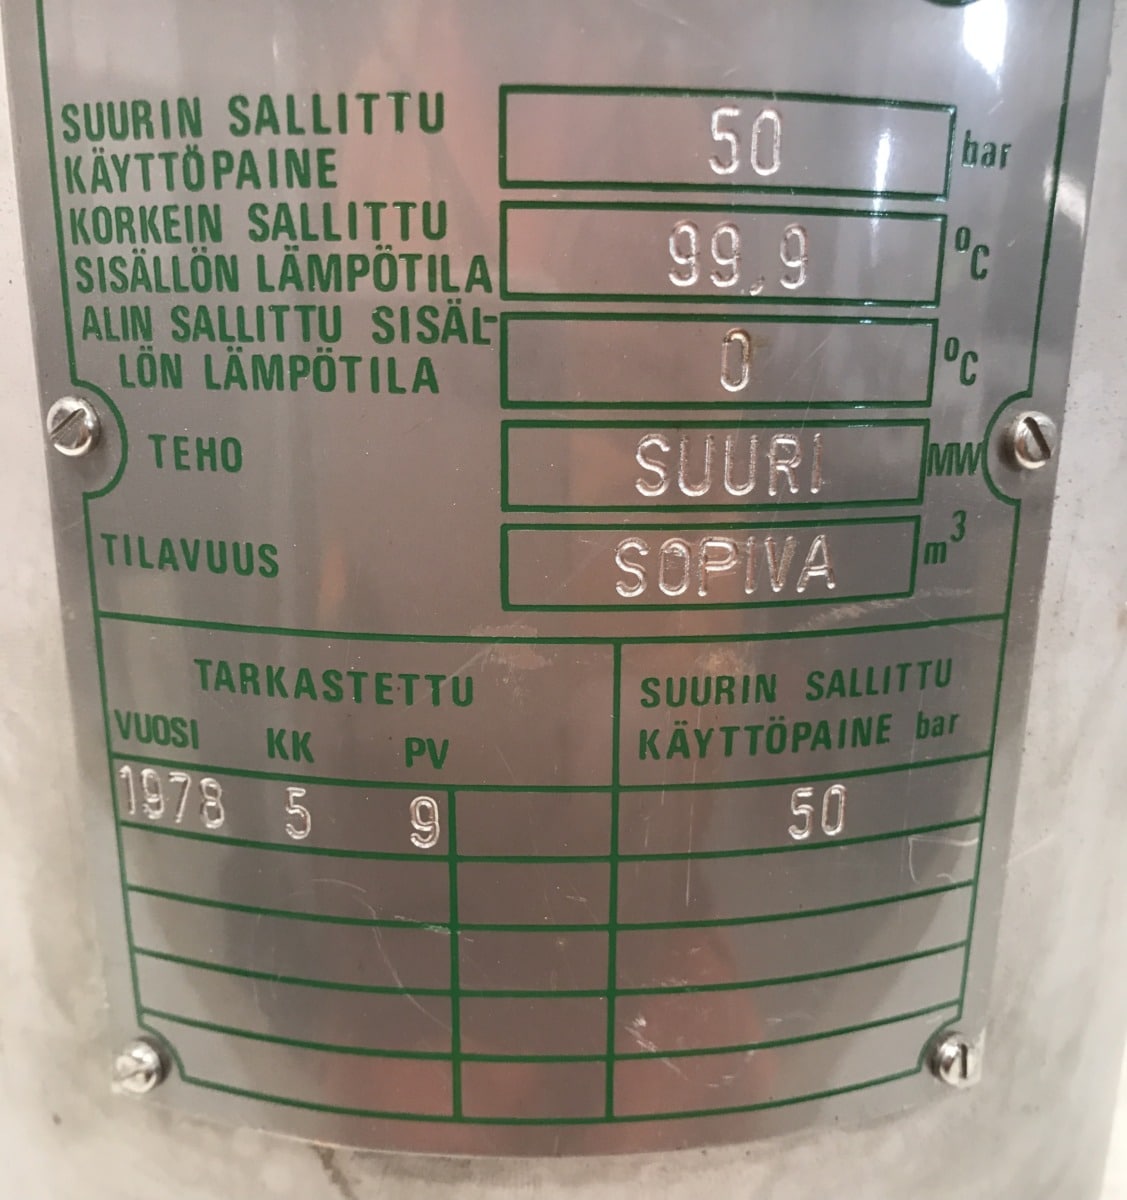 SUURIN SALLITTU
KÄYTTÖPAINE 50 bar
KORKEIN SALLITTU
SISÄLLÖN LÄMPÖTILA 99,9 °C
ALIN SALLITTU SISÄL-
LÖN LÄMPÖTILA 0 °C
TEHO SUURI MW
TILAVUUS SOPIVA m³
TARKASTETTU
VUOSI KK PV
SUURIN SALLITTU
KÄYTTÖPAINE bar
1978 5 9 50